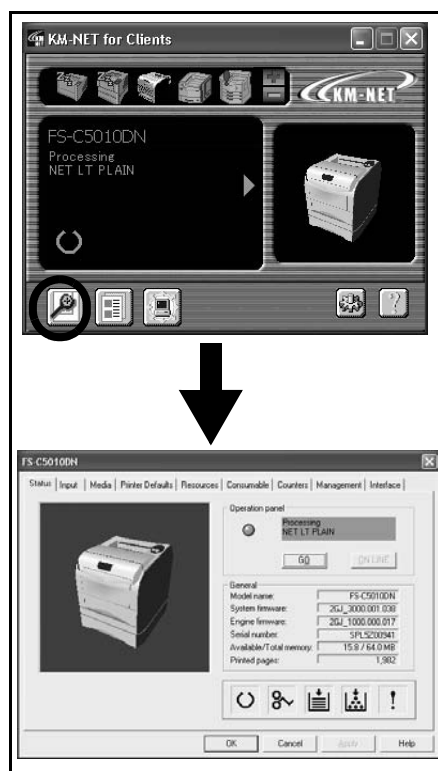 KM-NET for Clients
KM-NET
FS-C5010DN
Processing
NET LT PLAIN
?
FS-C5010DN
Status Input Media Printer Defaults Resources Consumable Counters Management Interface
Operation panel
Processing
NET LT PLAIN
GO ON LINE
General
Model name: FS-C5010DN
System firmware: 2GJ_3000.001.038
Engine firmware: 2GJ_1000.000.017
Serial number: SPL5Z00941
Available/Total memory: 15.8 / 64.0 MB
Printed pages: 1,982
OK Cancel Apply Help